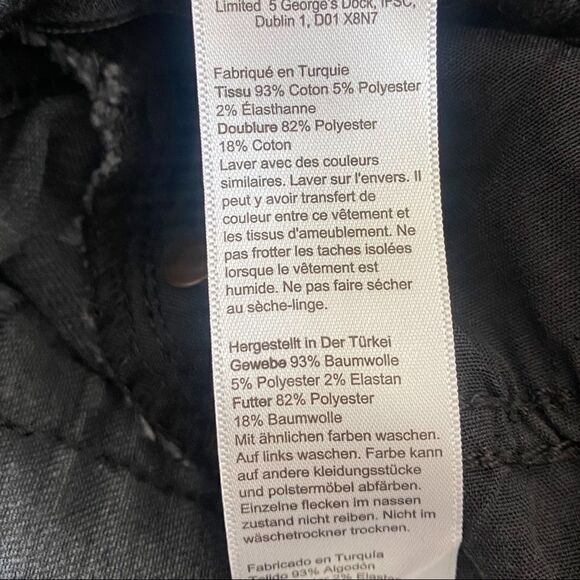 Limited 5 George's Dock, IFSC,
Dublin 1, D01 X8N7
Fabriqué en Turquie
Tissu 93% Coton 5% Polyester
2% Élasthanne
Doublure 82% Polyester
18% Coton
Laver avec des couleurs
similaires. Laver sur l'envers. Il
peut y avoir transfert de
couleur entre ce vêtement et
les tissus d'ameublement. Ne
pas frotter les taches isolées
lorsque le vêtement est
humide. Ne pas faire sécher
au sèche-linge.
Hergestellt in Der Türkei
Gewebe 93% Baumwolle
5% Polyester 2% Elastan
Futter 82% Polyester
18% Baumwolle
Mit ähnlichen farben waschen.
Auf links waschen. Farbe kann
auf andere kleidungsstücke
und polstermöbel abfärben.
Einzelne flecken im nassen
zustand nicht reiben. Nicht im
wäschetrockner trocknen.
Fabricado en Turquía
Tejido 93% Algodón
2% Elast